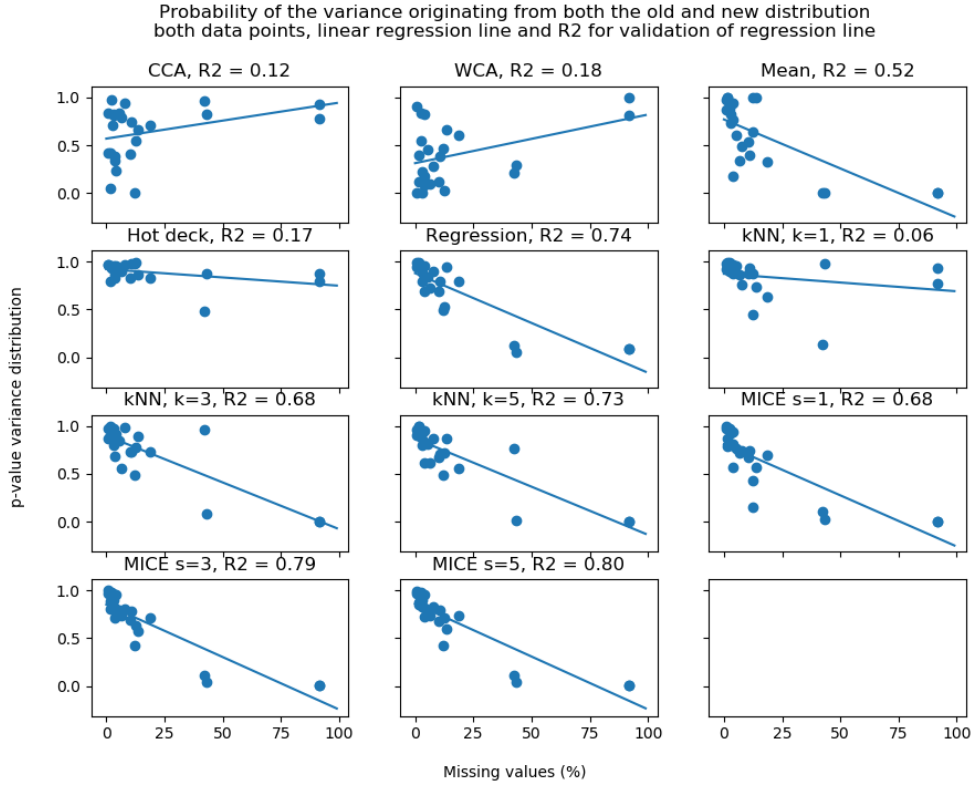 Probability of the variance originating from both the old and new distribution
both data points, linear regression line and R2 for validation of regression line
CCA, R2 = 0.12
WCA, R2 = 0.18
Mean, R2 = 0.52
1.0
0.5
0.0
Hot deck, R2 = 0.17
Regression, R2 = 0.74
kNN, k=1, R2 = 0.06
1.0
0.5
0.0
kNN, k=3, R2 = 0.68
kNN, k=5, R2 = 0.73
MICE s=1, R2 = 0.68
1.0
0.5
0.0
MICE s=3, R2 = 0.79
MICE s=5, R2 = 0.80
1.0
0.5
0.0
0 25 50 75 100
0 25 50 75 100
0 25 50 75 100
p-value variance distribution
Missing values (%)